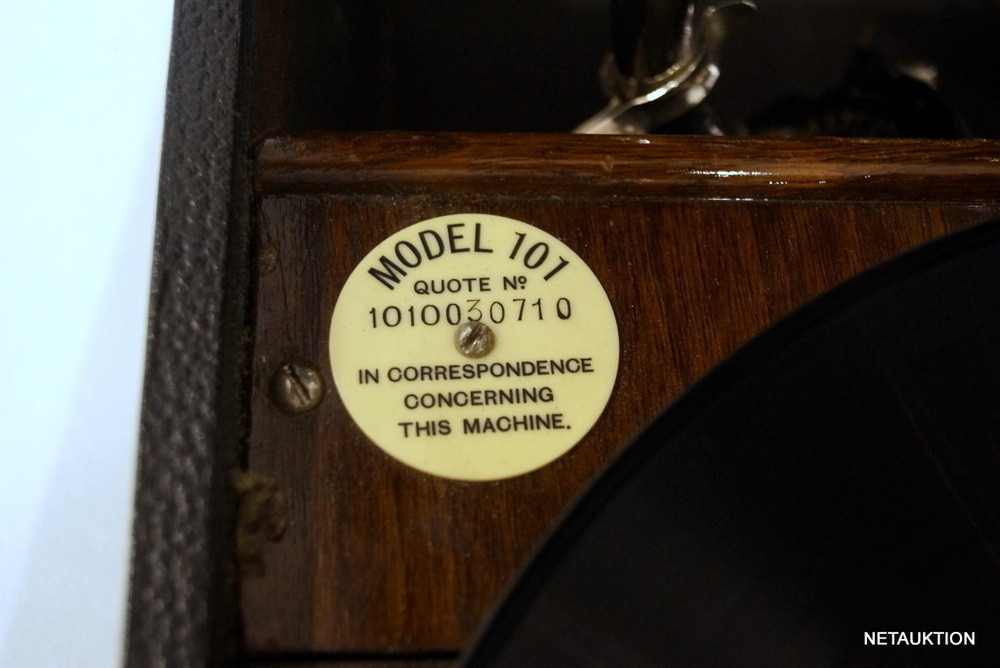 MODEL 101
QUOTE Nº
1010030710
IN CORRESPONDENCE
CONCERNING
THIS MACHINE.
NETAUKTION